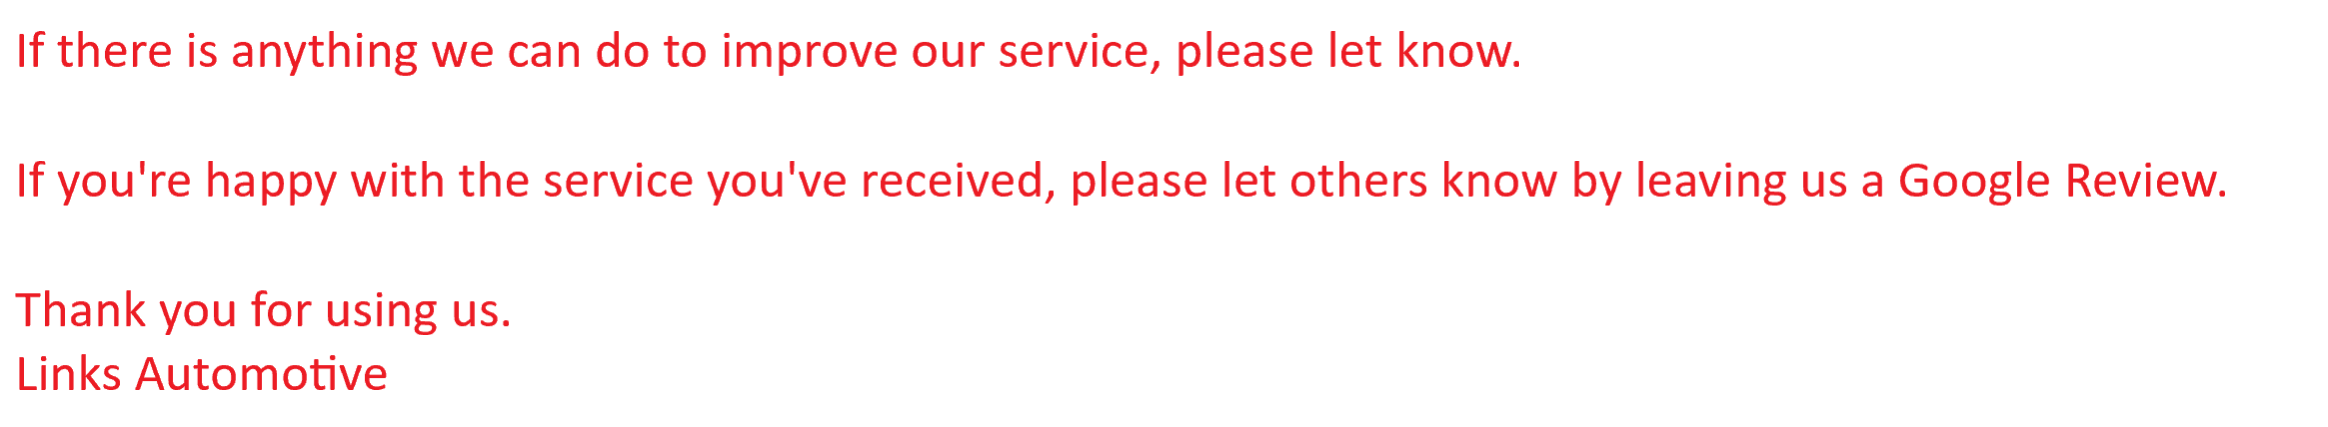 If there is anything we can do to improve our service, please let know.
If you're happy with the service you've received, please let others know by leaving us a Google Review.
Thank you for using us.
Links Automotive